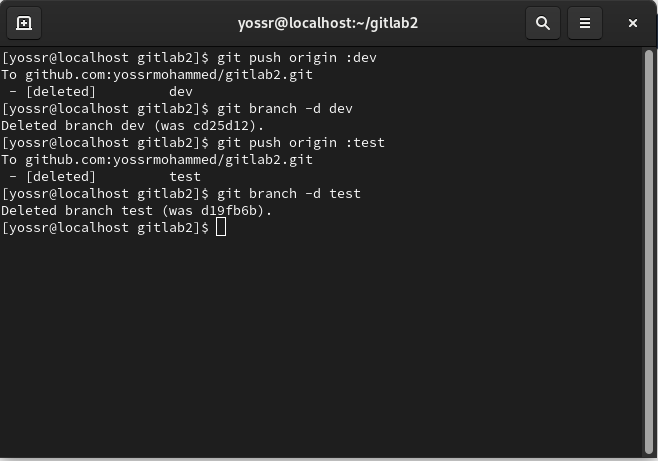 yossr@localhost:~/gitlab2
[yossr@localhost gitlab2]$ git push origin :dev
To github.com:yossrmohammed/gitlab2.git
 - [deleted]         dev
[yossr@localhost gitlab2]$ git branch -d dev
Deleted branch dev (was cd25d12).
[yossr@localhost gitlab2]$ git push origin :test
To github.com:yossrmohammed/gitlab2.git
 - [deleted]         test
[yossr@localhost gitlab2]$ git branch -d test
Deleted branch test (was d19fb6b).
[yossr@localhost gitlab2]$